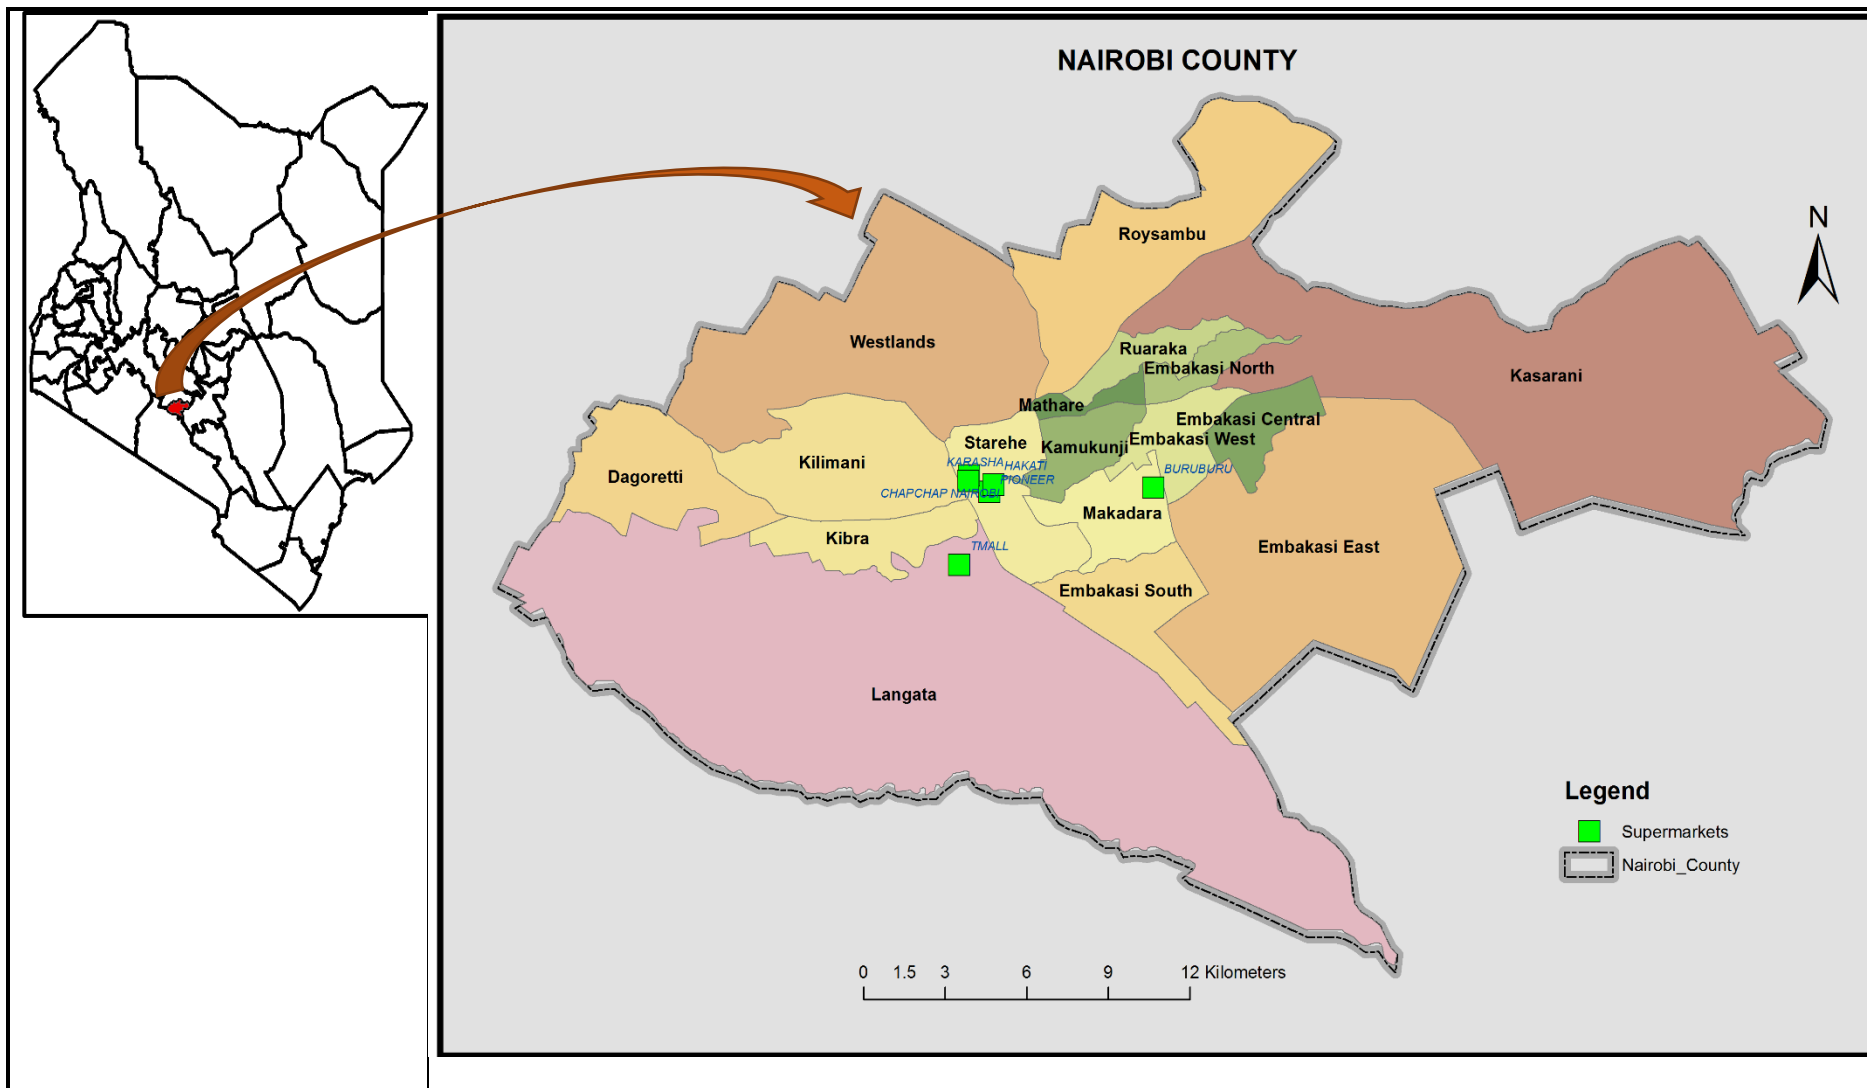 NAIROBI COUNTY
N
Roysambu
Westlands
Ruaraka
Embakasi North
Kasarani
Mathare
Embakasi Central
Starehe
Kamukunji
Embakasi West
Kilimani
KARASHA
HAKATI
BURUBURU
Dagoretti
PIONEER
CHAPCHAP NAIROBI
Makadara
Kibra
TMALL
Embakasi East
Embakasi South
Langata
Legend
Supermarkets
Nairobi_County
0 1.5 3 6 9 12 Kilometers